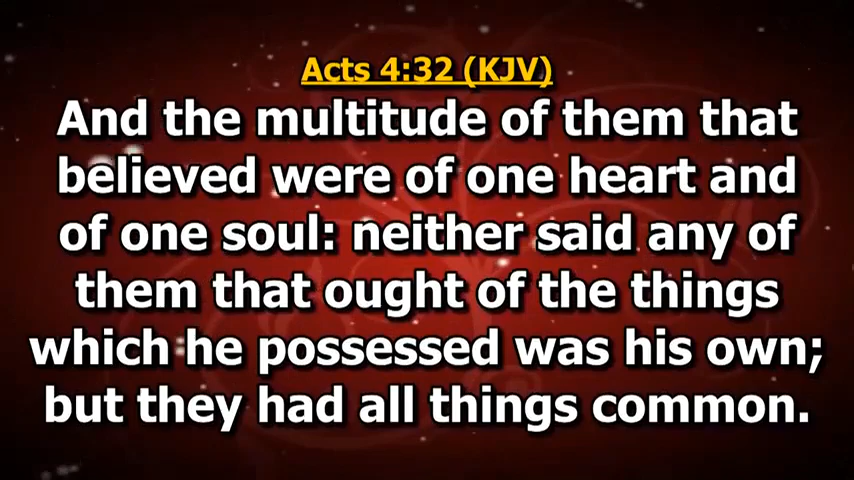 Acts 4:32 (KJV)
And the multitude of them that
believed were of one heart and
of one soul: neither said any of
them that ought of the things
which he possessed was his own;
but they had all things common.